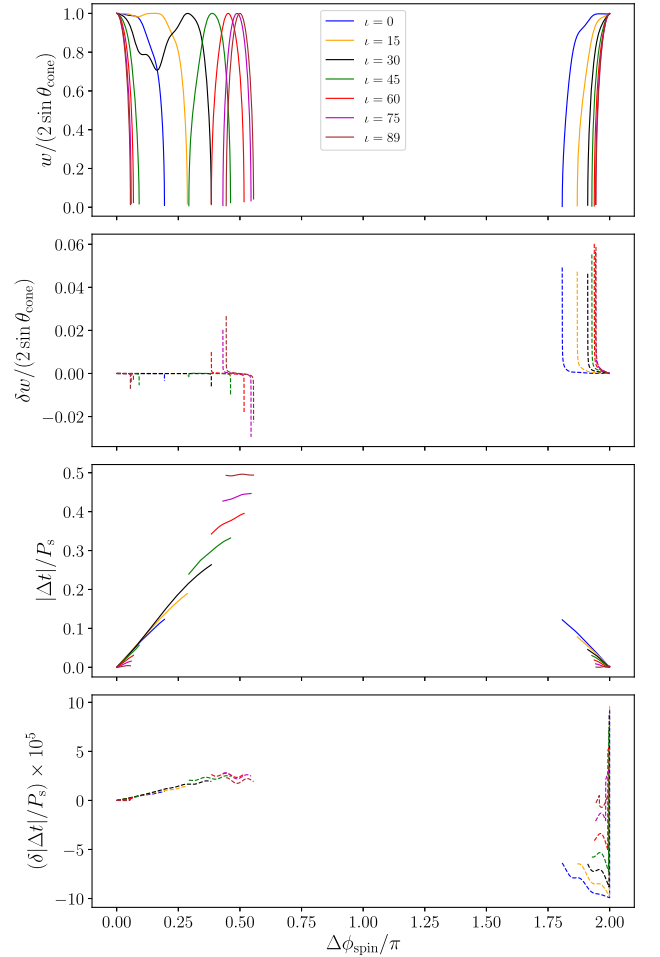 1.0
0.8
0.6
0.4
0.2
0.0
w/(2 sin θcone)
ι = 0
ι = 15
ι = 30
ι = 45
ι = 60
ι = 75
ι = 89
0.06
0.04
0.02
0.00
−0.02
δw/(2 sin θcone)
0.5
0.4
0.3
0.2
0.1
0.0
|Δt|/Ps
10
5
0
−5
−10
(δ|Δt|/Ps) × 10⁵
0.00 0.25 0.50 0.75 1.00 1.25 1.50 1.75 2.00
Δϕspin/π